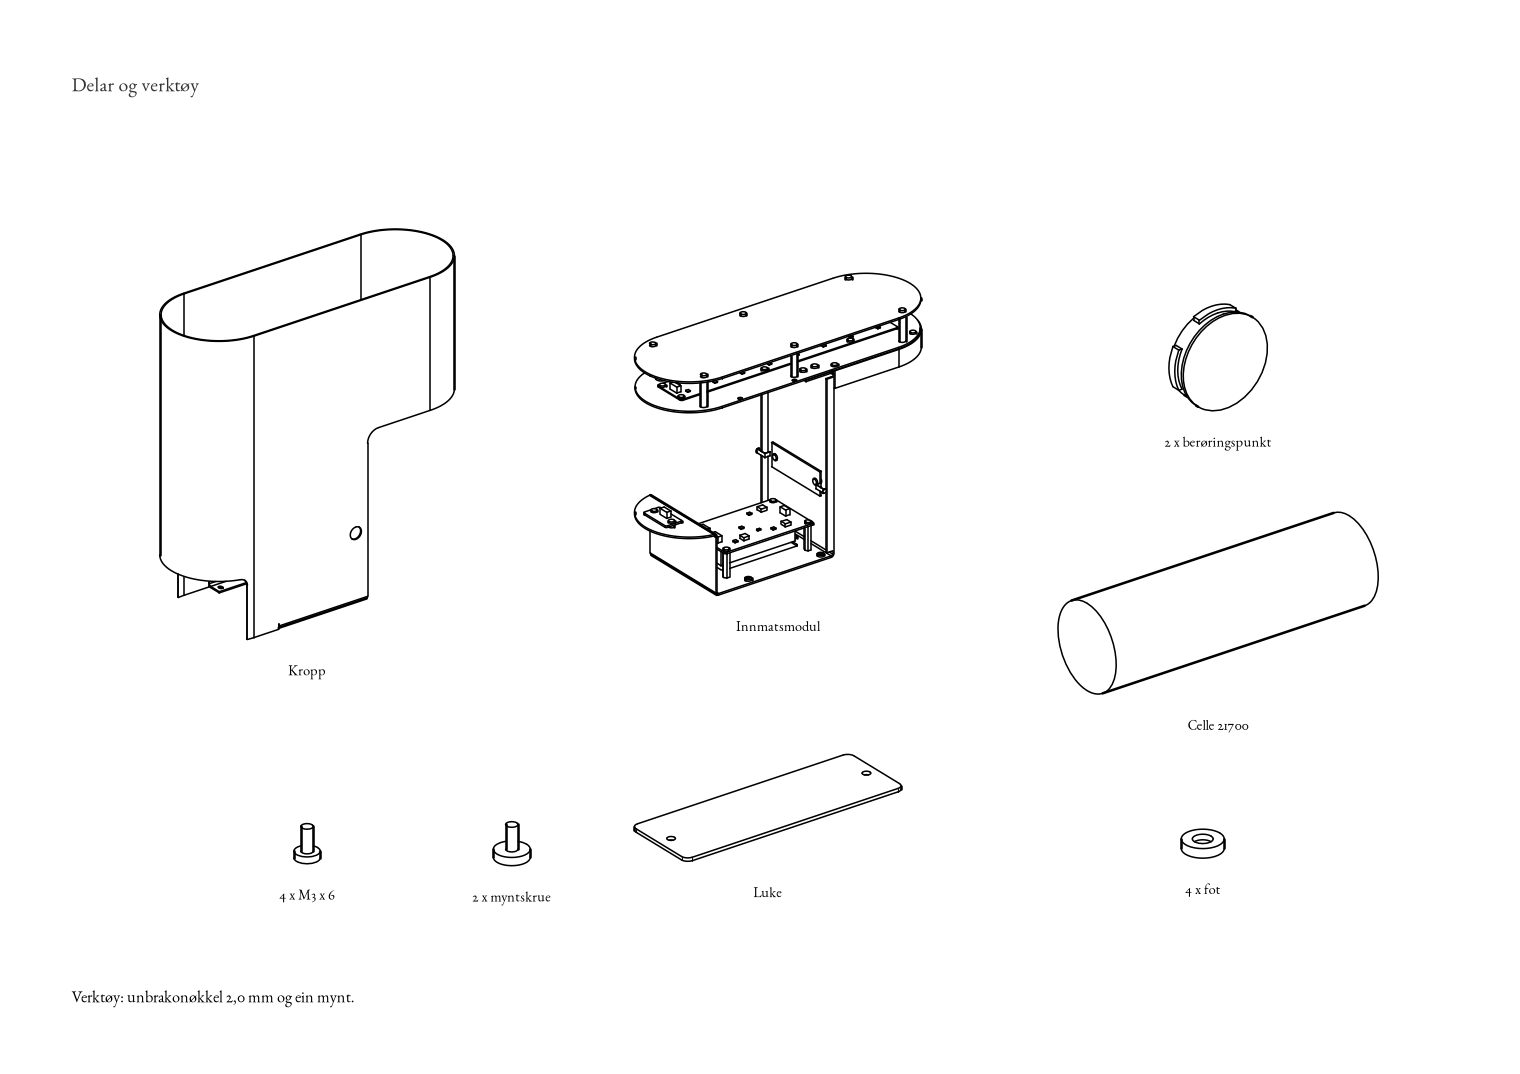 Delar og verktøy
2 x berøringspunkt
Innmatsmodul
Kropp
Celle 21700
4 x M3 x 6
2 x myntskrue
Luke
4 x fot
Verktøy: unbrakonøkkel 2,0 mm og ein mynt.